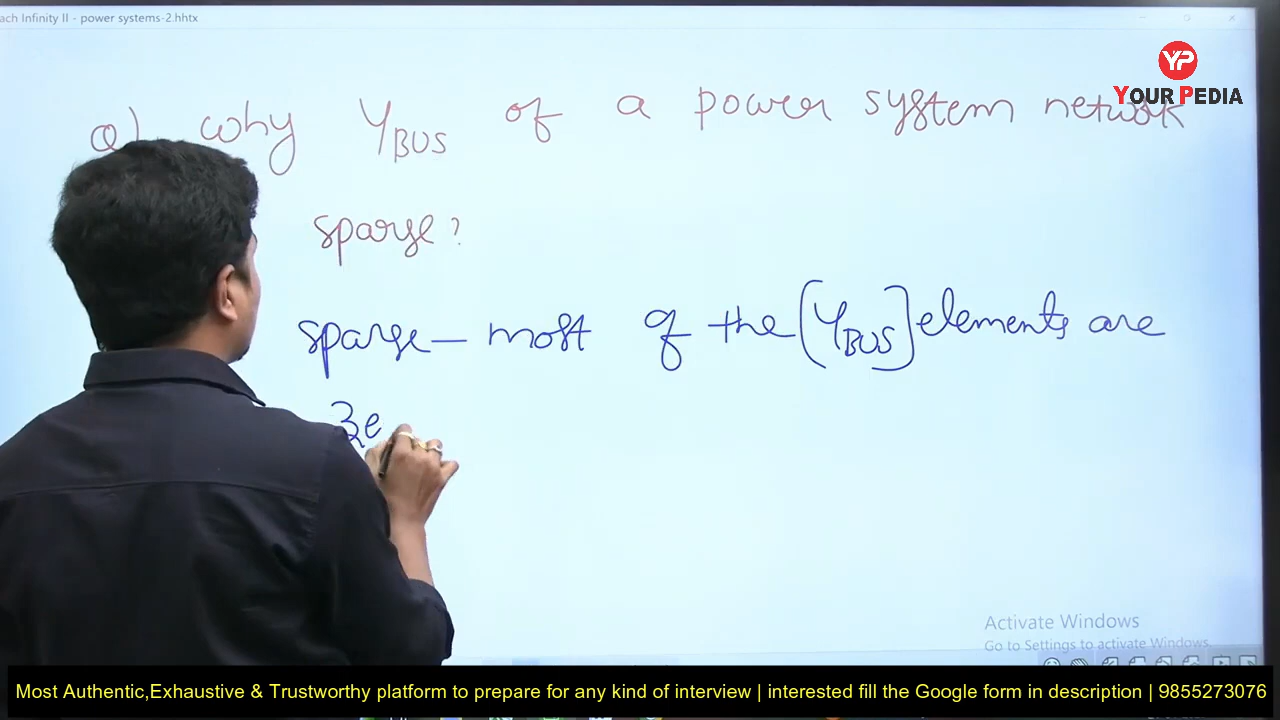 ach Infinity II - power systems-2.hhtx
YP
YOUR PEDIA
Q) why YBUS of a power system network
sparse?
sparse - most of the [YBUS] elements are
ze
Activate Windows
Go to Settings to activate Windows.
Most Authentic,Exhaustive & Trustworthy platform to prepare for any kind of interview | interested fill the Google form in description | 9855273076